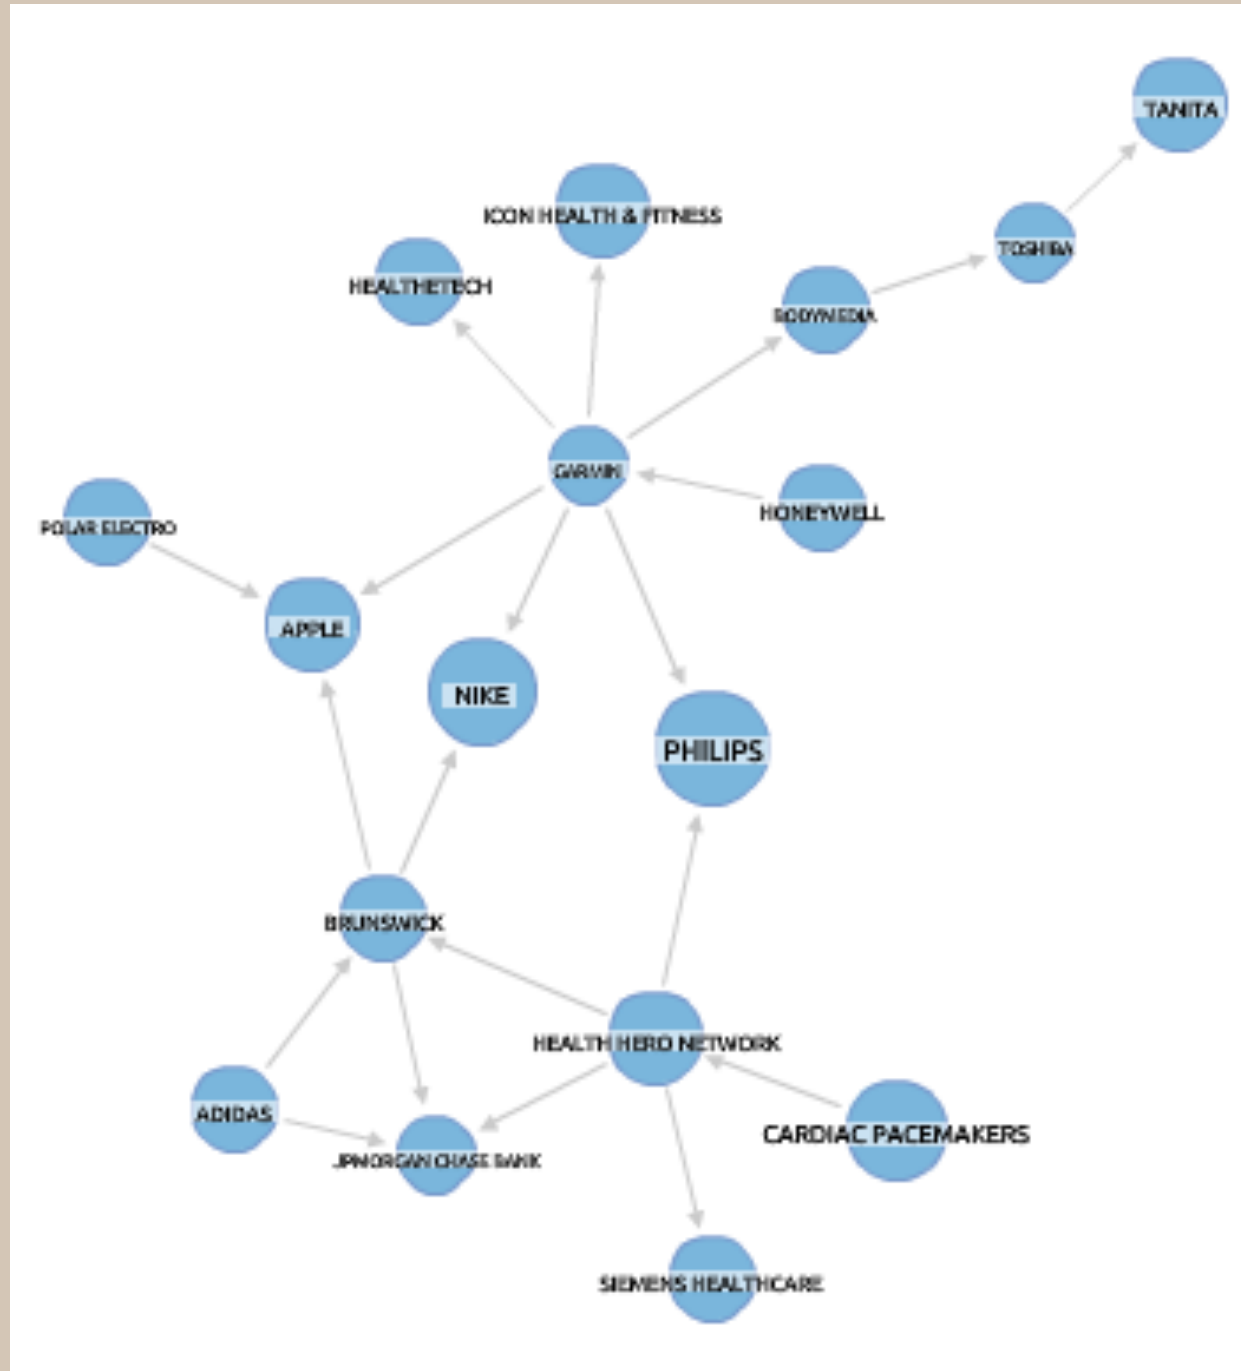 TANITA
ICON HEALTH & FITNESS
TOSHIBA
HEALTHETECH
BODYMEDIA
GARMIN
HONEYWELL
POLAR ELECTRO
APPLE
NIKE
PHILIPS
BRUNSWICK
HEALTH HERO NETWORK
ADIDAS
CARDIAC PACEMAKERS
JPMORGAN CHASE BANK
SIEMENS HEALTHCARE